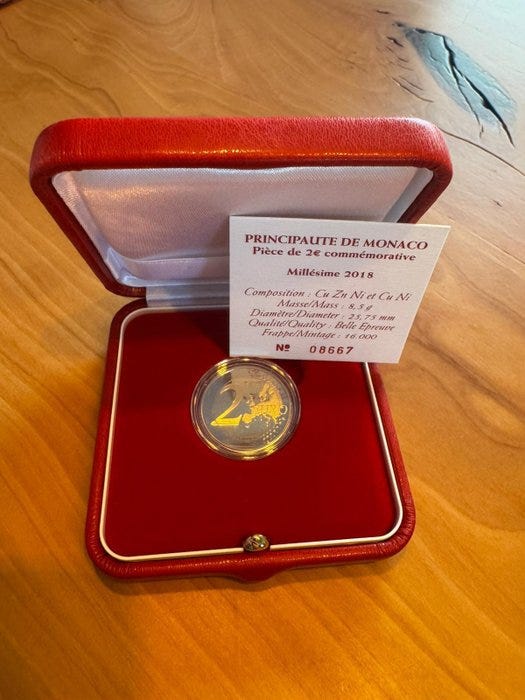 PRINCIPAUTE DE MONACO
Pièce de 2€ commémorative
Millésime 2018
Composition : Cu Zn Ni et Cu Ni
Masse/Mass : 8,5 g
Diamètre/Diameter : 25,75 mm
Qualité/Quality : Belle Epreuve
Frappe/Mintage : 16.000
Nº 08667
2